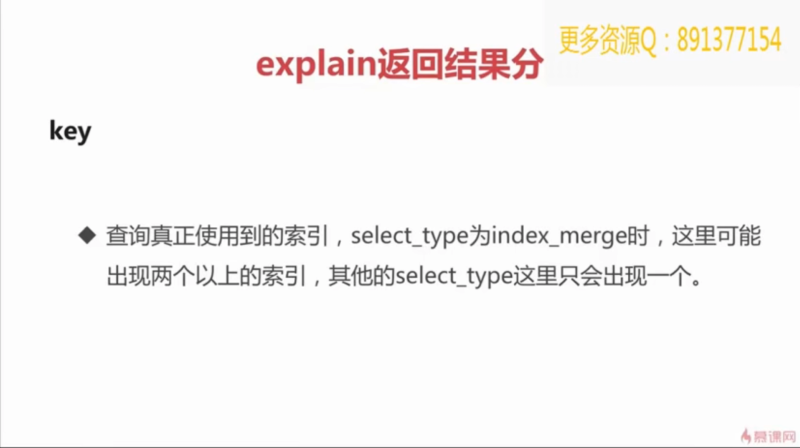 更多资源Q：891377154
explain返回结果分
key
◆ 查询真正使用到的索引，select_type为index_merge时，这里可能
出现两个以上的索引，其他的select_type这里只会出现一个。
慕课网